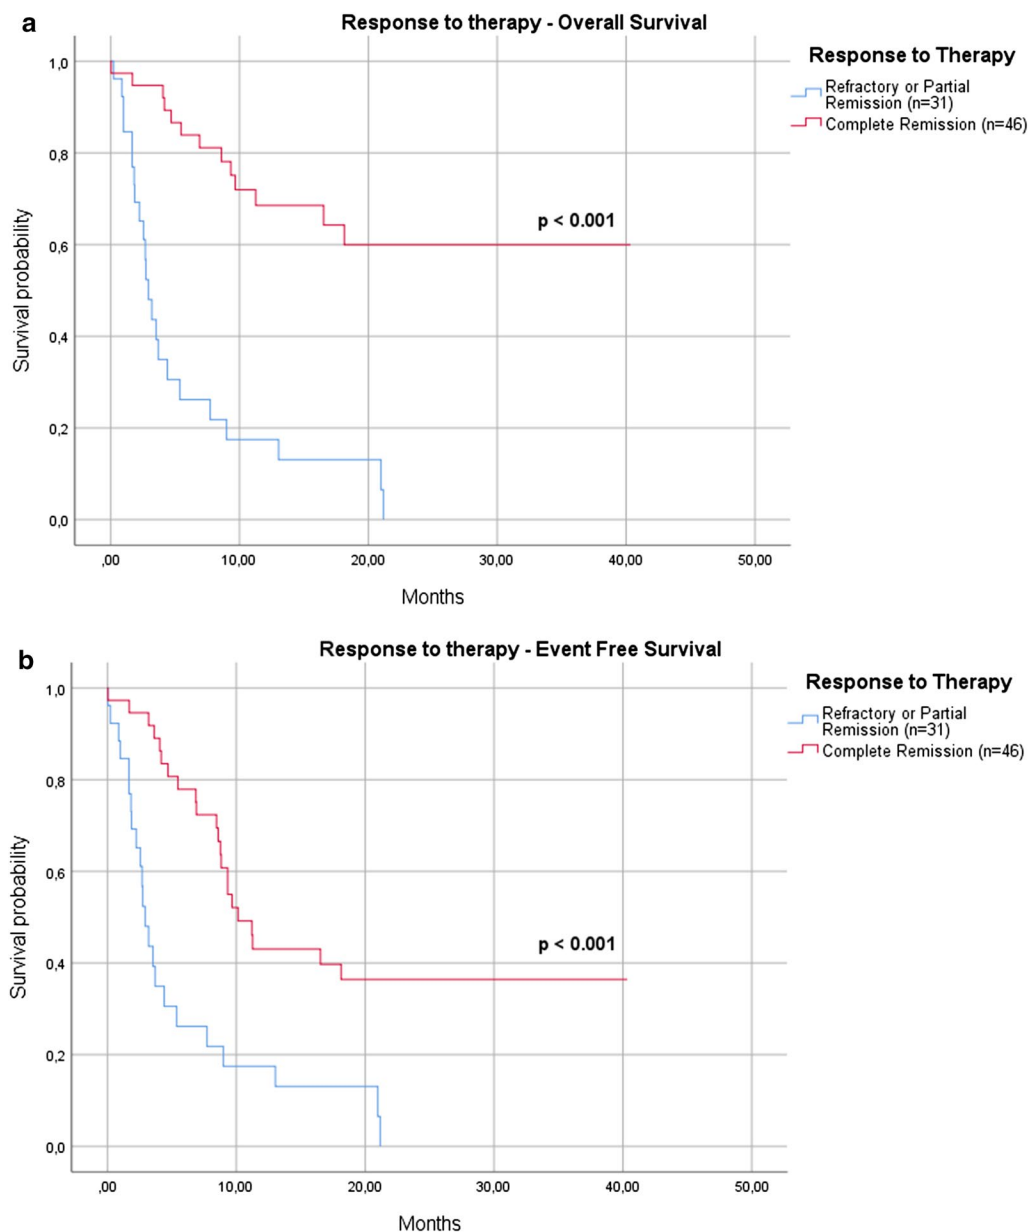 a
Response to therapy - Overall Survival
Response to Therapy
Refractory or Partial
Remission (n=31)
Complete Remission (n=46)
1,0
0,8
0,6
0,4
0,2
0,0
Survival probability
p < 0.001
,00
10,00
20,00
30,00
40,00
50,00
Months
b
Response to therapy - Event Free Survival
Response to Therapy
Refractory or Partial
Remission (n=31)
Complete Remission (n=46)
1,0
0,8
0,6
0,4
0,2
0,0
Survival probability
p < 0.001
,00
10,00
20,00
30,00
40,00
50,00
Months